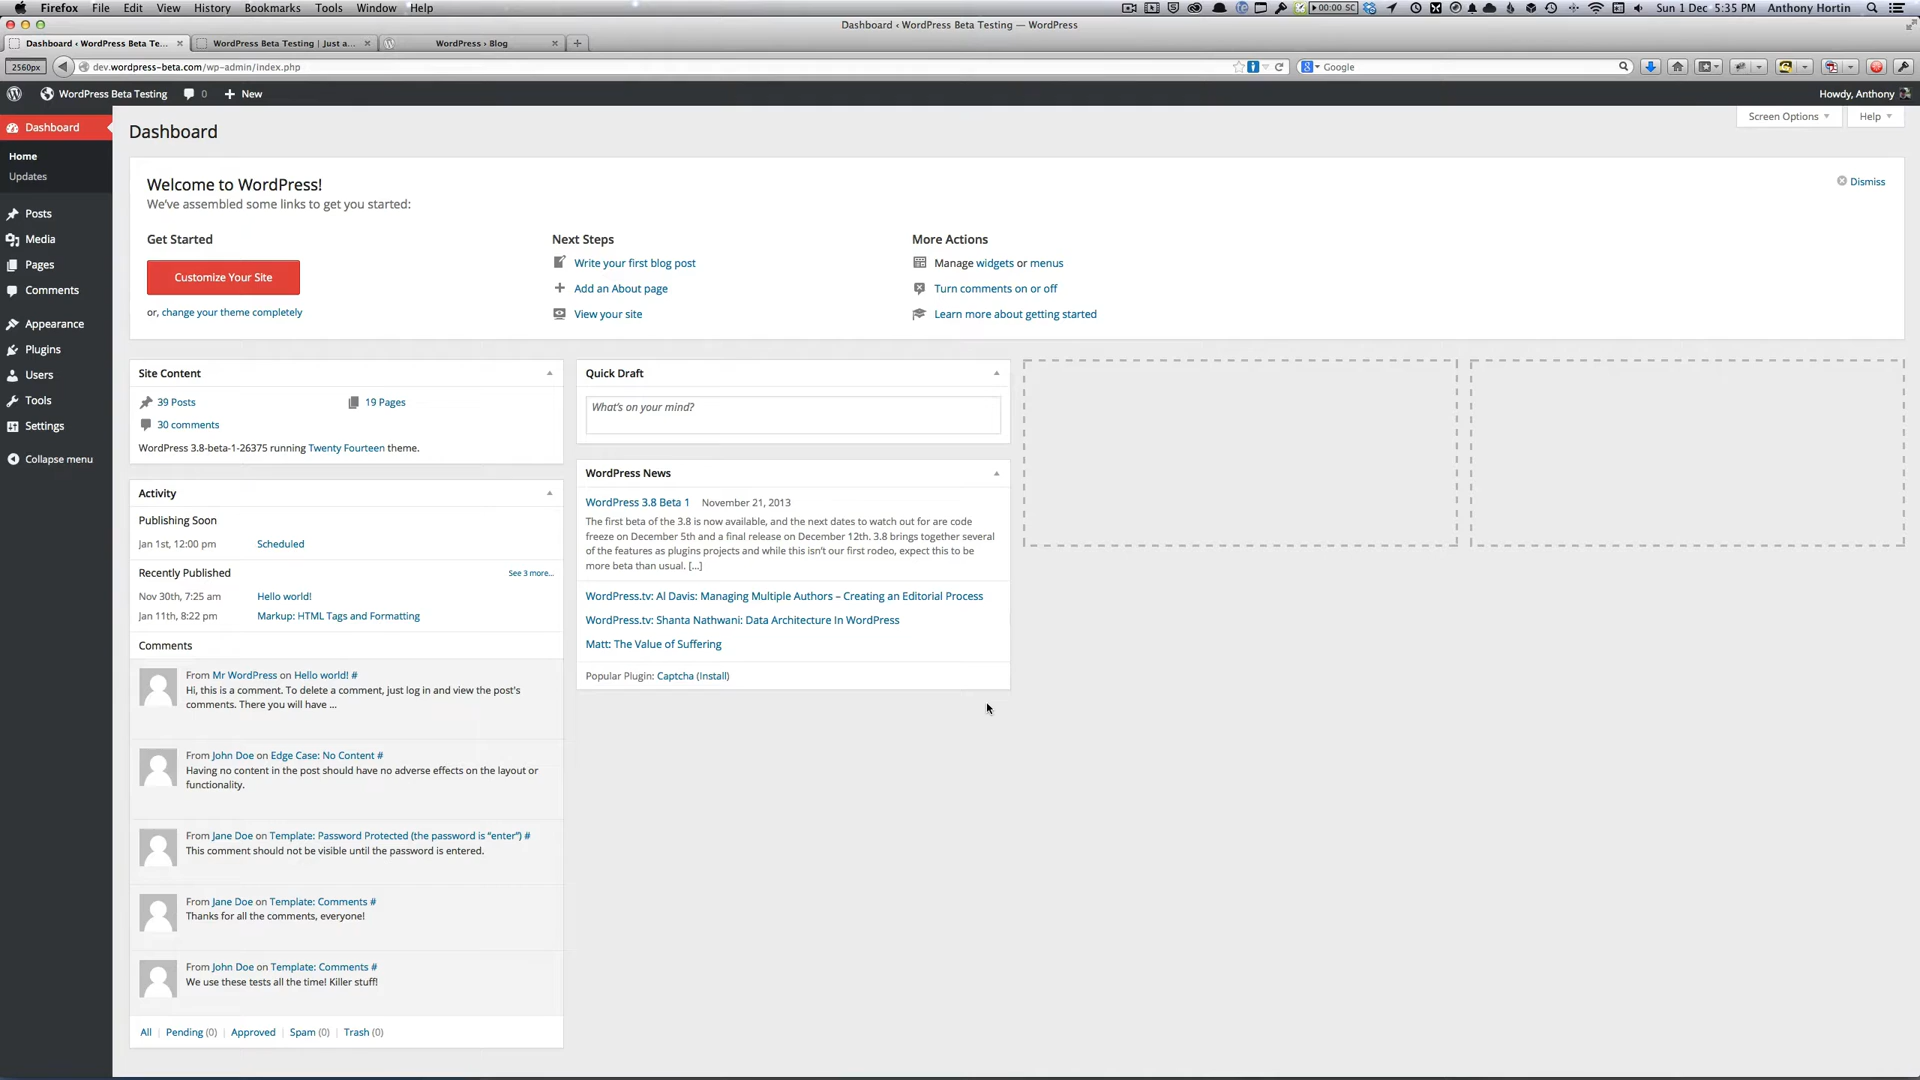 Firefox File Edit View History Bookmarks Tools Window Help
00:00 SC
Sun 1 Dec 5:35 PM Anthony Hortin
Dashboard ‹ WordPress Beta Testing — WordPress
Dashboard ‹ WordPress Beta Te...
WordPress Beta Testing | Just a...
WordPress › Blog
2560px
dev.wordpress-beta.com/wp-admin/index.php
Google
WordPress Beta Testing
0
New
Howdy, Anthony
Screen Options
Help
Dashboard
Home
Updates
Posts
Media
Pages
Comments
Appearance
Plugins
Users
Tools
Settings
Collapse menu
Dashboard
Welcome to WordPress!
We've assembled some links to get you started:
Dismiss
Get Started
Customize Your Site
or, change your theme completely
Next Steps
Write your first blog post
Add an About page
View your site
More Actions
Manage widgets or menus
Turn comments on or off
Learn more about getting started
Site Content
39 Posts
19 Pages
30 comments
WordPress 3.8-beta-1-26375 running Twenty Fourteen theme.
Activity
Publishing Soon
Jan 1st, 12:00 pm Scheduled
Recently Published
See 3 more...
Nov 30th, 7:25 am Hello world!
Jan 11th, 8:22 pm Markup: HTML Tags and Formatting
Comments
From Mr WordPress on Hello world! #
Hi, this is a comment. To delete a comment, just log in and view the post's
comments. There you will have ...
From John Doe on Edge Case: No Content #
Having no content in the post should have no adverse effects on the layout or
functionality.
From Jane Doe on Template: Password Protected (the password is “enter”) #
This comment should not be visible until the password is entered.
From Jane Doe on Template: Comments #
Thanks for all the comments, everyone!
From John Doe on Template: Comments #
We use these tests all the time! Killer stuff!
All | Pending (0) | Approved | Spam (0) | Trash (0)
Quick Draft
What's on your mind?
WordPress News
WordPress 3.8 Beta 1 November 21, 2013
The first beta of the 3.8 is now available, and the next dates to watch out for are code
freeze on December 5th and a final release on December 12th. 3.8 brings together several
of the features as plugins projects and while this isn't our first rodeo, expect this to be
more beta than usual. [...]
WordPress.tv: Al Davis: Managing Multiple Authors – Creating an Editorial Process
WordPress.tv: Shanta Nathwani: Data Architecture In WordPress
Matt: The Value of Suffering
Popular Plugin: Captcha (Install)